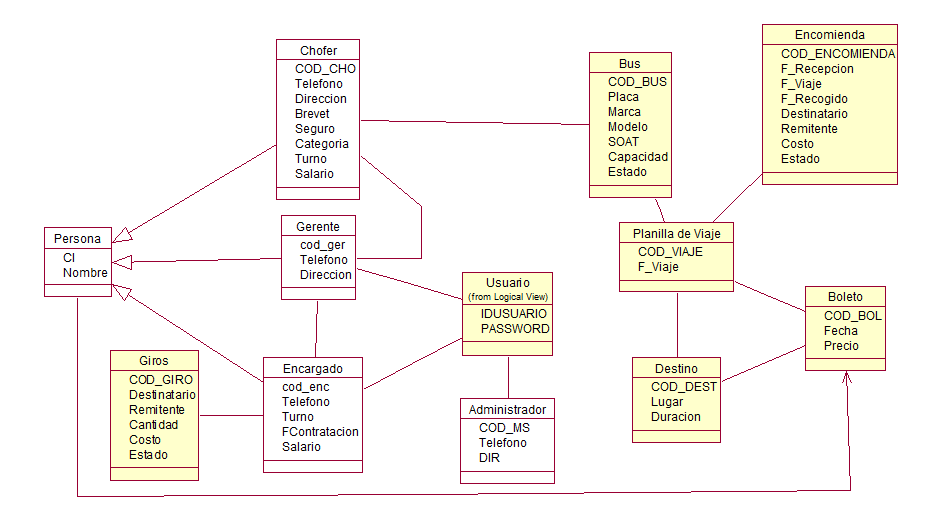 Chofer
COD_CHO
Telefono
Direccion
Brevet
Seguro
Categoria
Turno
Salario
Bus
COD_BUS
Placa
Marca
Modelo
SOAT
Capacidad
Estado
Encomienda
COD_ENCOMIENDA
F_Recepcion
F_Viaje
F_Recogido
Destinatario
Remitente
Costo
Estado
Persona
CI
Nombre
Gerente
cod_ger
Telefono
Direccion
Usuario
(from Logical View)
IDUSUARIO
PASSWORD
Planilla de Viaje
COD_VIAJE
F_Viaje
Boleto
COD_BOL
Fecha
Precio
Giros
COD_GIRO
Destinatario
Remitente
Cantidad
Costo
Estado
Encargado
cod_enc
Telefono
Turno
FContratacion
Salario
Administrador
COD_MS
Telefono
DIR
Destino
COD_DEST
Lugar
Duracion